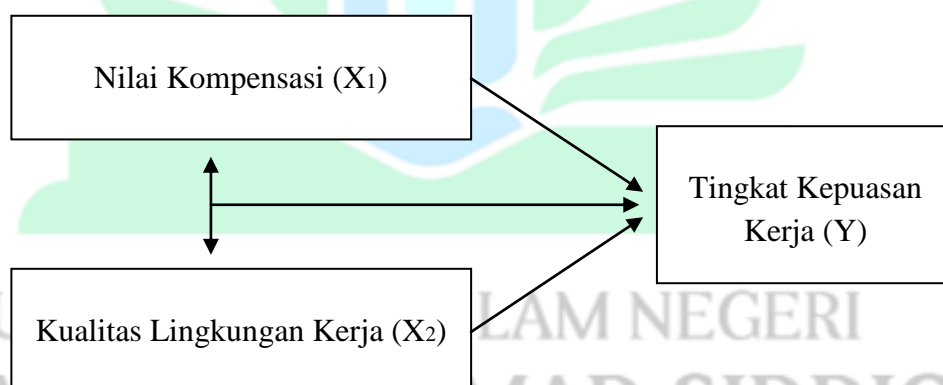 Nilai Kompensasi (X1)
Tingkat Kepuasan
Kerja (Y)
Kualitas Lingkungan Kerja (X2)
LAM NEGERI